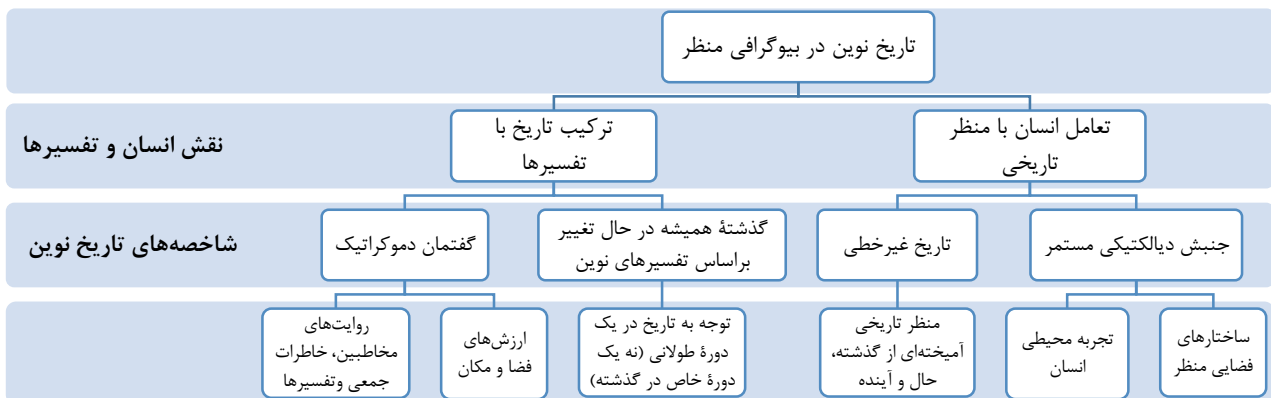 تاریخ نوین در بیوگرافی منظر
نقش انسان و تفسیرها
تعامل انسان با منظر
تاریخی
ترکیب تاریخ با
تفسیرها
شاخصه‌های تاریخ نوین
جنبش دیالکتیکی مستمر
تاریخ غیرخطی
گذشتۀ همیشه در حال تغییر
براساس تفسیرهای نوین
گفتمان دموکراتیک
ساختارهای
فضایی منظر
تجربه محیطی
انسان
منظر تاریخی
آمیخته‌ای از گذشته،
حال و آینده
توجه به تاریخ در یک
دورۀ طولانی (نه یک
دورۀ خاص در گذشته)
ارزش‌های
فضا و مکان
روایت‌های
مخاطبین، خاطرات
جمعی وتفسیرها